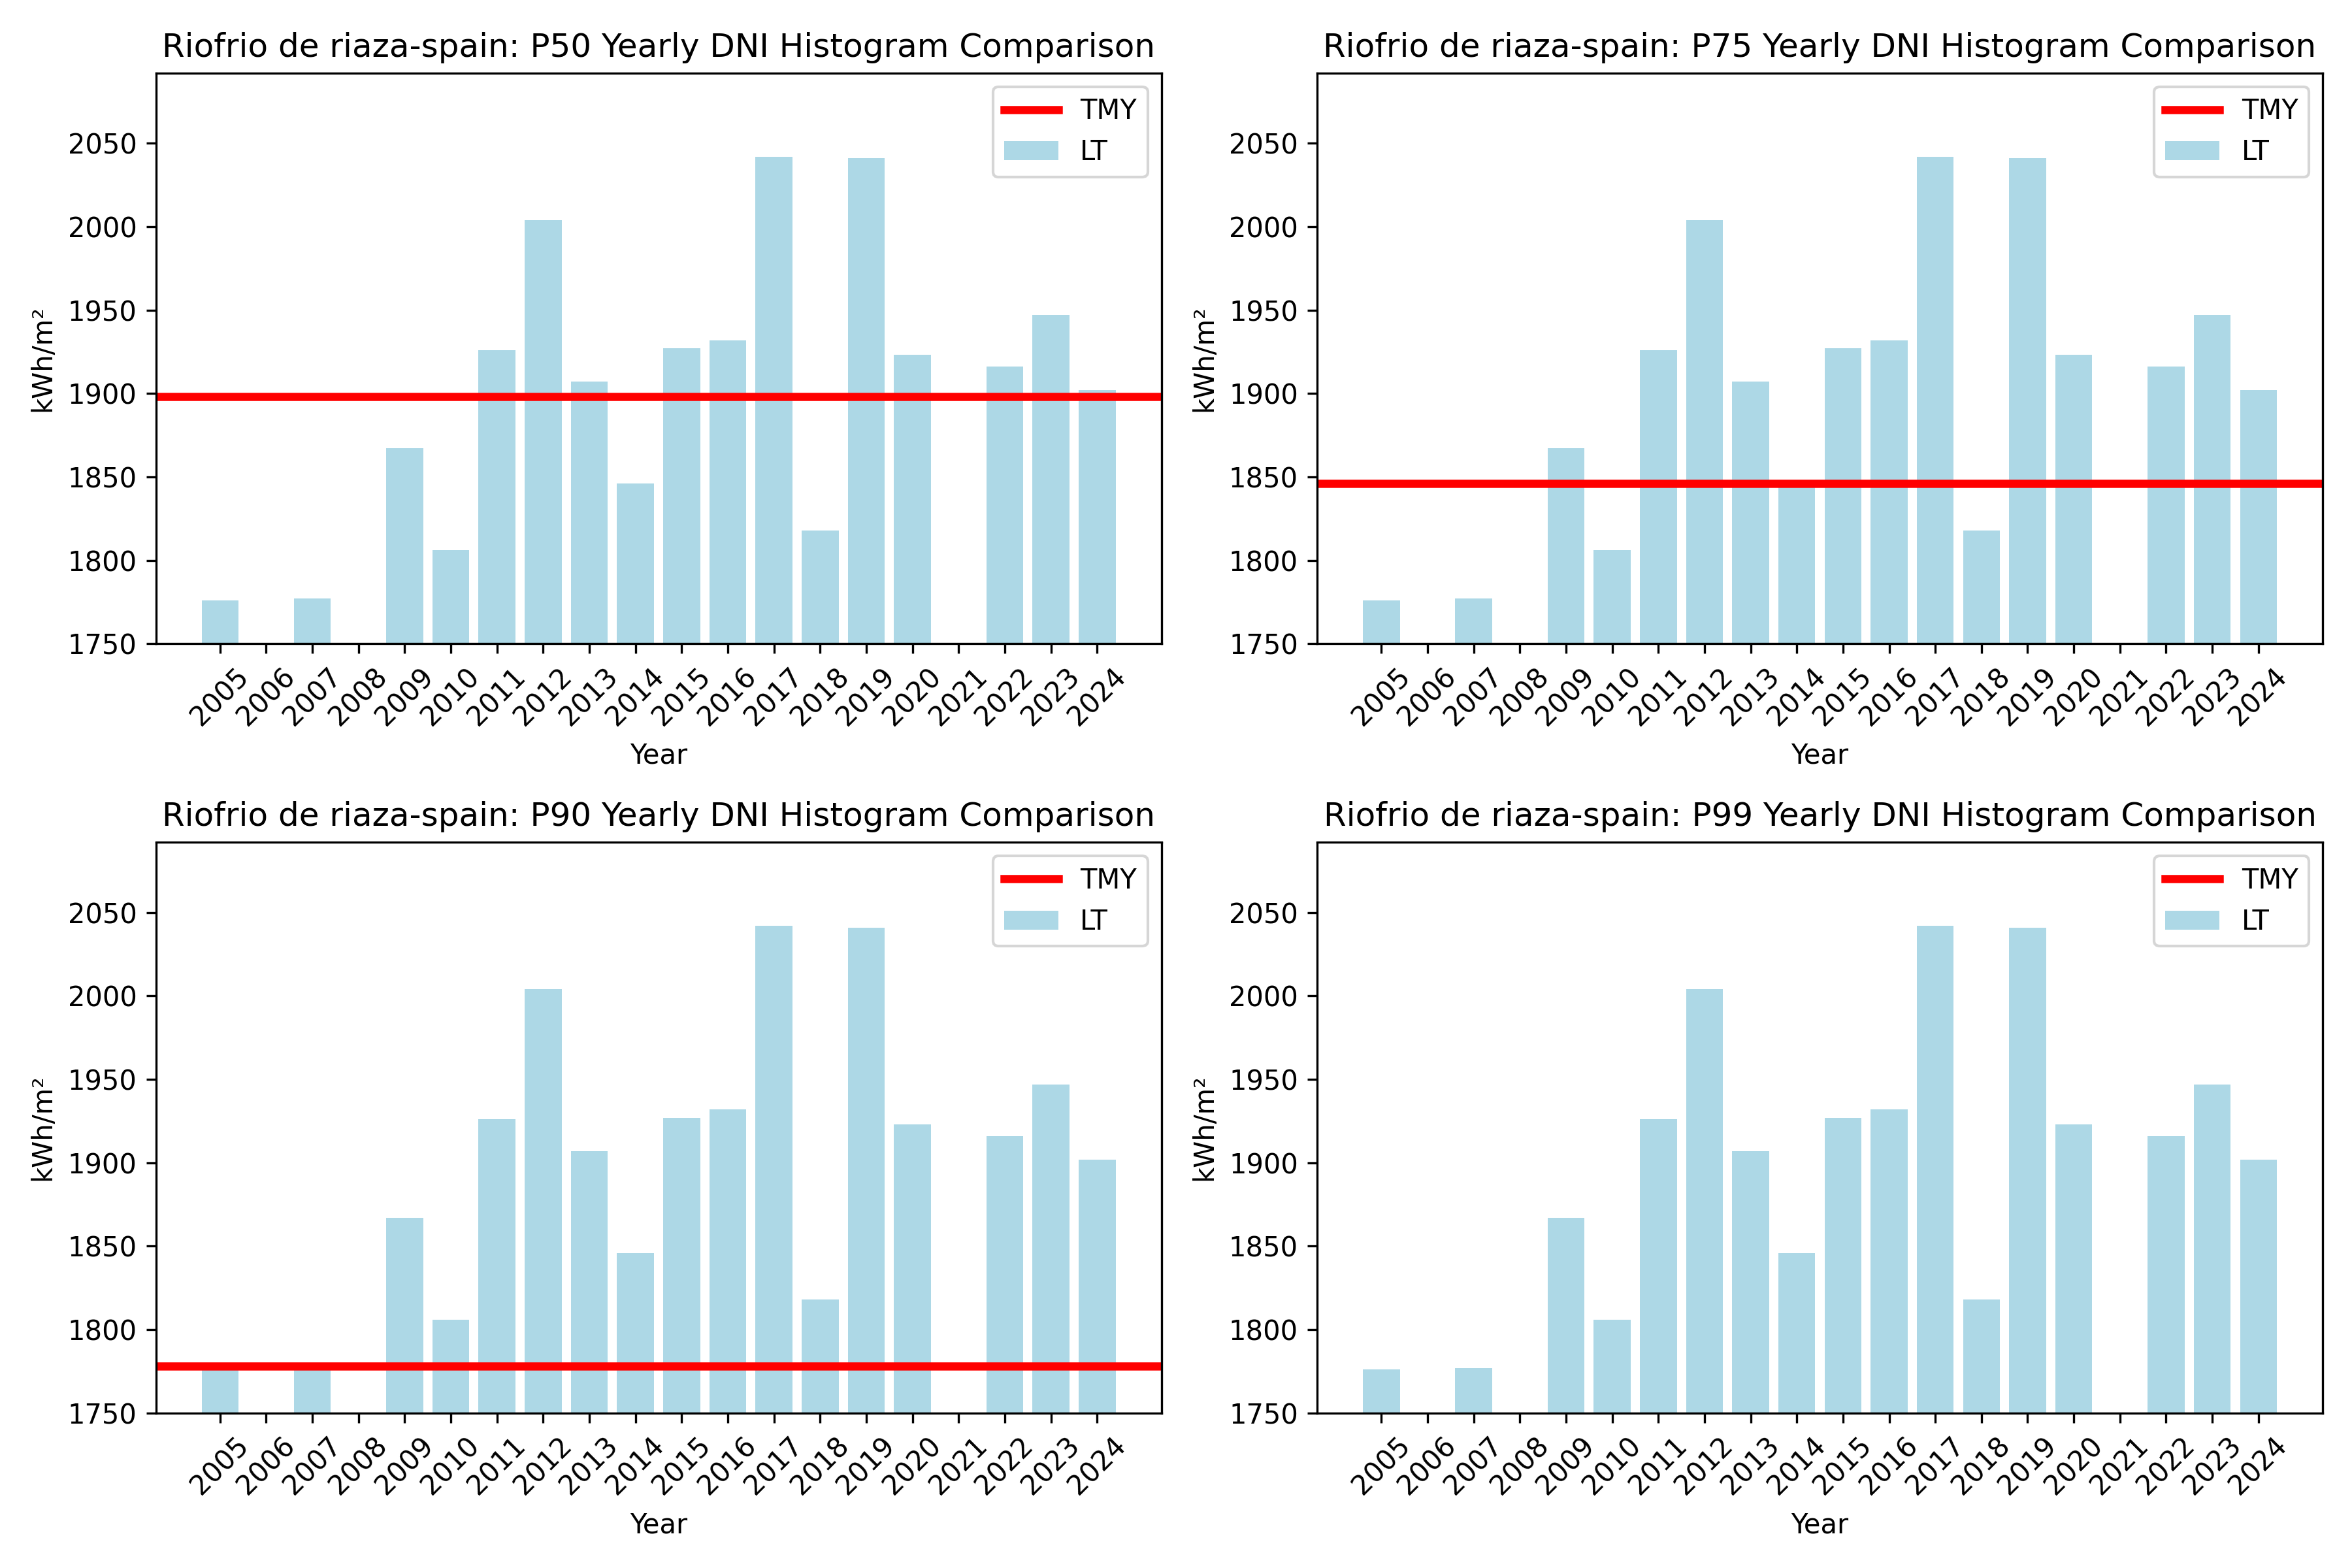 Riofrio de riaza-spain: P50 Yearly DNI Histogram Comparison
TMY
LT
kWh/m²
2050
2000
1950
1900
1850
1800
1750
2005 2006 2007 2008 2009 2010 2011 2012 2013 2014 2015 2016 2017 2018 2019 2020 2021 2022 2023 2024
Year
Riofrio de riaza-spain: P75 Yearly DNI Histogram Comparison
TMY
LT
kWh/m²
2050
2000
1950
1900
1850
1800
1750
2005 2006 2007 2008 2009 2010 2011 2012 2013 2014 2015 2016 2017 2018 2019 2020 2021 2022 2023 2024
Year
Riofrio de riaza-spain: P90 Yearly DNI Histogram Comparison
TMY
LT
kWh/m²
2050
2000
1950
1900
1850
1800
1750
2005 2006 2007 2008 2009 2010 2011 2012 2013 2014 2015 2016 2017 2018 2019 2020 2021 2022 2023 2024
Year
Riofrio de riaza-spain: P99 Yearly DNI Histogram Comparison
TMY
LT
kWh/m²
2050
2000
1950
1900
1850
1800
1750
2005 2006 2007 2008 2009 2010 2011 2012 2013 2014 2015 2016 2017 2018 2019 2020 2021 2022 2023 2024
Year